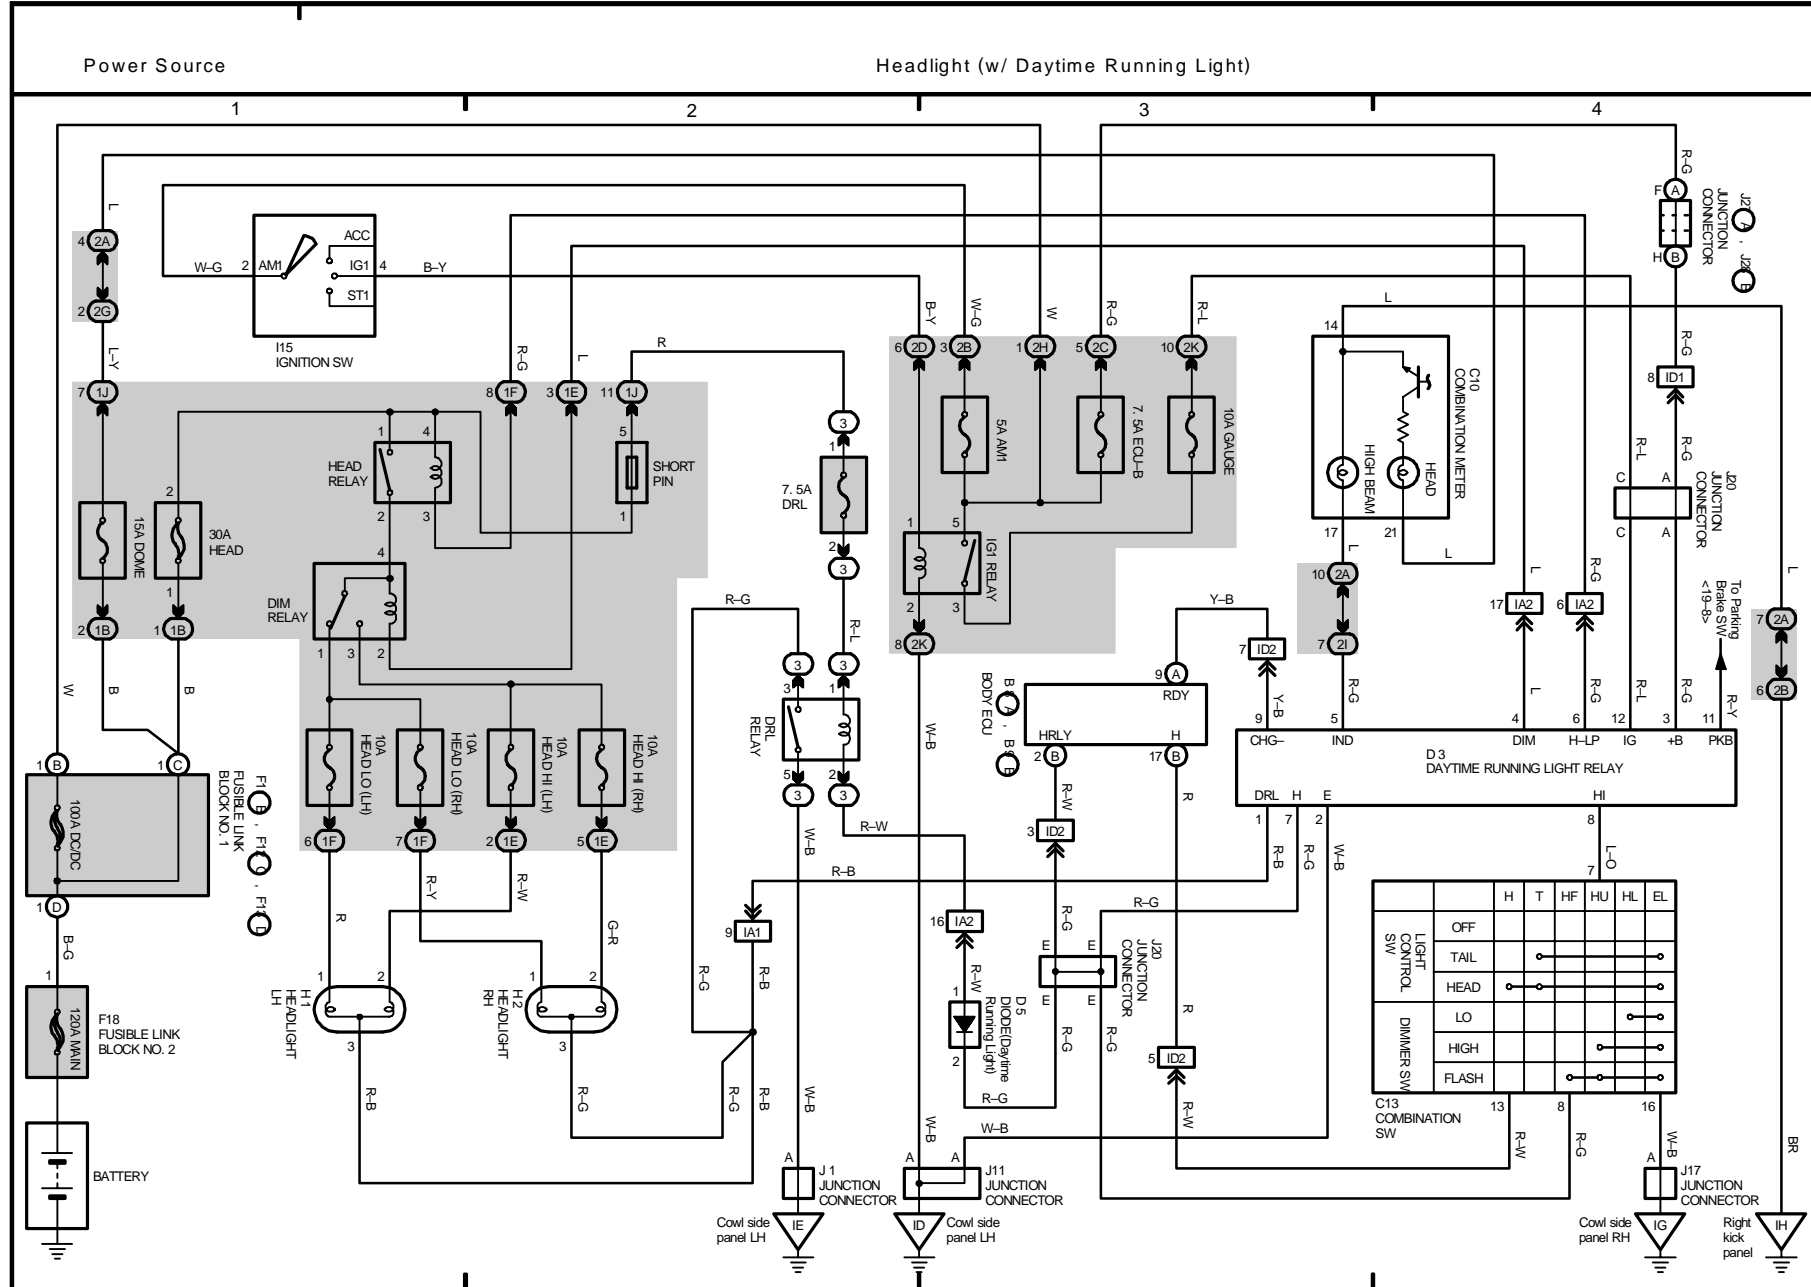 Power Source
Headlight (w/ Daytime Running Light)
1
2
3
4
R–G
F
A
J2
JUNCTION
CONNECTOR
H
B
L
4
2A
2
2G
L–Y
W–G
2
AM1
ACC
IG1
4
ST1
B–Y
I15
IGNITION SW
R–G
L
R
B–Y
W–G
W
R–G
R–L
6
2D
3
2B
1
2H
5
2C
10
2K
L
14
R–G
8
ID1
7
1J
8
1F
3
1E
11
1J
3
1
1
4
HEAD
RELAY
2
3
5
SHORT
PIN
1
7. 5A
DRL
2
3
5A AM1
7. 5A ECU–B
10A GAUGE
C10
COMBINATION METER
HIGH BEAM
HEAD
R–L
R–G
C
A
J20
JUNCTION
CONNECTOR
C
A
2
15A DOME
30A
HEAD
1
2
1B
1
1B
4
DIM
RELAY
1
3
2
1
5
IG1 RELAY
2
3
8
2K
17
21
L
L
10
2A
7
2I
L
R–G
17
IA2
6
IA2
To Parking
Brake SW
<19–8>
L
7
2A
6
2B
R–G
R–L
3
3
3
1
DRL
RELAY
5
2
3
3
Y–B
7
ID2
9
A
RDY
BODY ECU
HRLY
H
2
B
17
B
W
B
B
W–B
Y–B
R–G
L
R–G
R–L
R–G
R–Y
9
5
4
6
12
3
11
CHG–
IND
DIM
H–LP
IG
+B
PKB
D 3
DAYTIME RUNNING LIGHT RELAY
DRL
H
E
HI
1
7
2
8
1
B
1
C
100A DC/DC
FUSIBLE LINK
BLOCK NO. 1
1
D
10A
HEAD LO (LH)
10A
HEAD LO (RH)
10A
HEAD HI (LH)
10A
HEAD HI (RH)
6
1F
7
1F
2
1E
5
1E
W–B
R–W
R–W
3
ID2
R
R–B
R–G
W–B
L–O
7
R–B
B–G
R
R–Y
R–W
G–R
9
IA1
16
IA2
R–G
R–G
E
E
J20
JUNCTION
CONNECTOR
E
E
H
T
HF
HU
HL
EL
LIGHT
CONTROL
SW
OFF
TAIL
HEAD
DIMMER SW
LO
HIGH
FLASH
1
120A MAIN
F18
FUSIBLE LINK
BLOCK NO. 2
1
2
H 1
HEADLIGHT
LH
3
1
2
H 2
HEADLIGHT
RH
3
R–G
R–B
R–W
1
D 5
DIODE(Daytime
Running Light)
2
R–G
R–G
R–G
R
5
ID2
C13
COMBINATION
SW
13
8
16
R–B
R–G
R–G
R–B
W–B
W–B
W–B
R–W
R–W
R–G
W–B
BR
BATTERY
A
J 1
JUNCTION
CONNECTOR
A
A
J11
JUNCTION
CONNECTOR
A
J17
JUNCTION
CONNECTOR
Cowl side
panel LH
IE
ID
Cowl side
panel LH
Cowl side
panel RH
IG
Right
kick
panel
IH